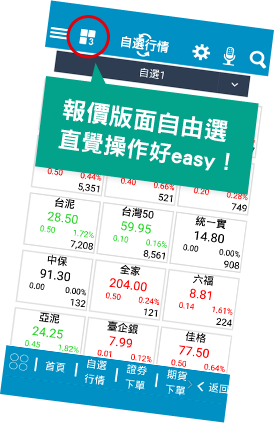 3
自選行情
自選1
報價版面自由選
直覺操作好easy！
0.50 0.44% 0.40 0.66% 0.20 0.28%
5,351 521 749
台泥 台灣50 統一實
28.50 59.95 14.80
0.50 1.72% 0.10 0.16% 0.00 0.00%
7,208 8,561 908
中保 全家 六福
91.30 204.00 8.81
0.00 0.00% 0.50 0.24% 0.14 1.61%
132 121 224
亞泥 臺企銀 佳格
24.25 7.99 77.50
0.45 1.82% 0.01 0.12% 0.50 0.64%
首頁 自選行情 證券下單 期貨下單 返回